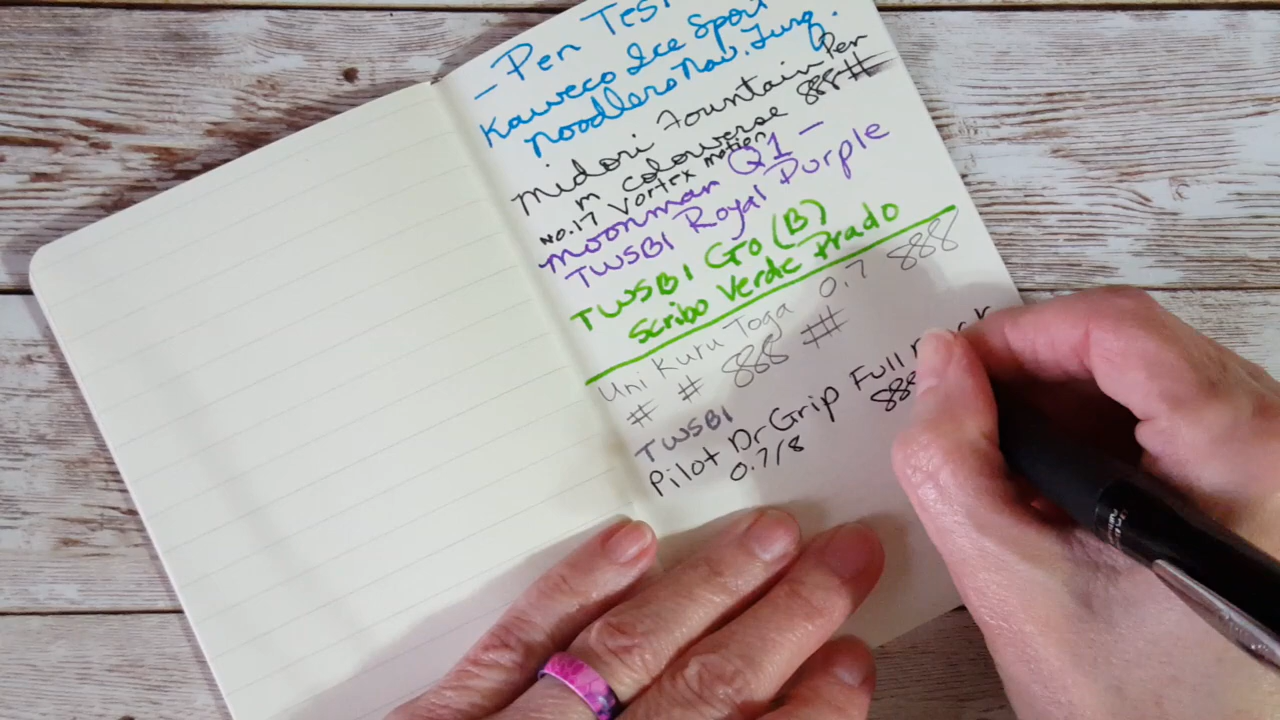 - Pen Test
Kaweco Ice Sport
noodlers Nav. Turq.
midori Fountain Pen
m colorverse 888 #
No.17 Vortex motion
moonman Q1 -
TWSBI Royal Purple
TWSBI Go (B)
Scribo Verde Prado
Uni Kuru Toga 0.7 888
# # 888 ##
TWSBI
Pilot Dr Grip Full
0.7/8 888